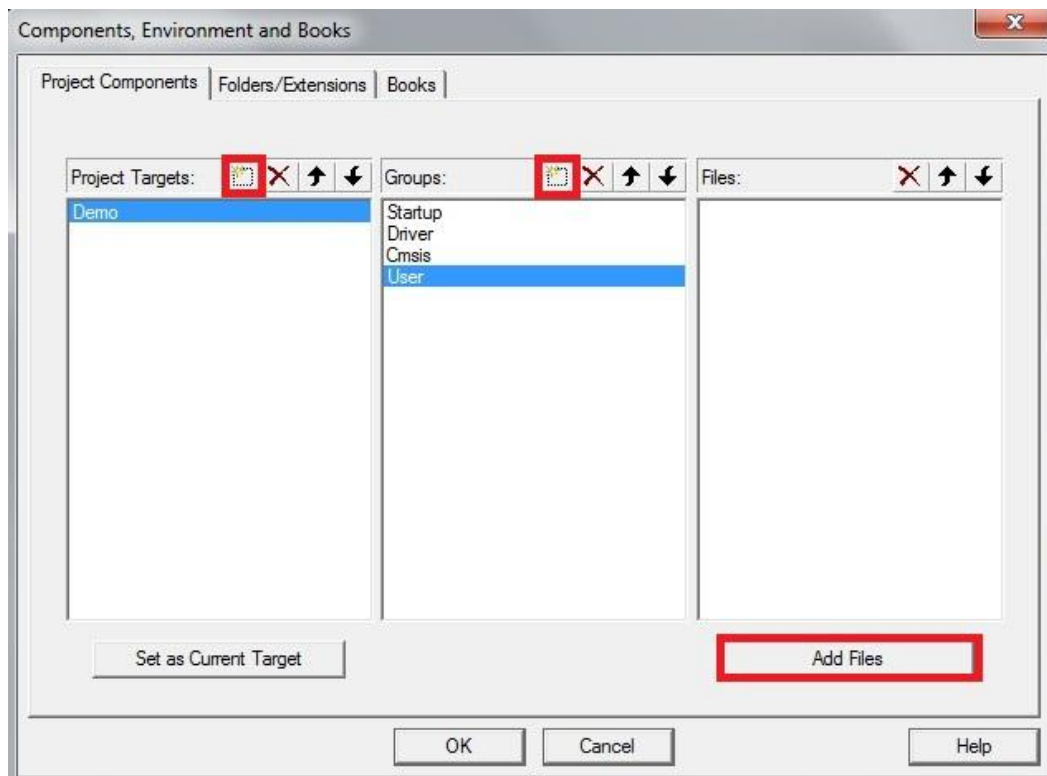 Components, Environment and Books
Project Components
Folders/Extensions
Books
Project Targets:
Groups:
Files:
Demo
Startup
Driver
Cmsis
User
Set as Current Target
Add Files
OK
Cancel
Help